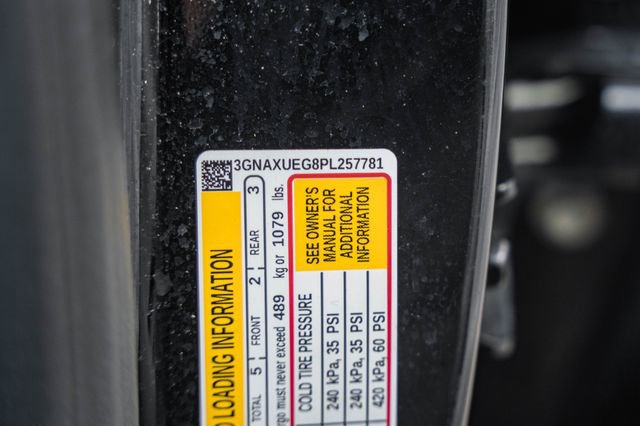 3GNAXUEG8PL257781
LOADING INFORMATION
TOTAL 5 FRONT 2 REAR 3
must never exceed 489 kg or 1079 lbs.
COLD TIRE PRESSURE
SEE OWNER'S
MANUAL FOR
ADDITIONAL
INFORMATION
240 kPa, 35 PSI
240 kPa, 35 PSI
420 kPa, 60 PSI